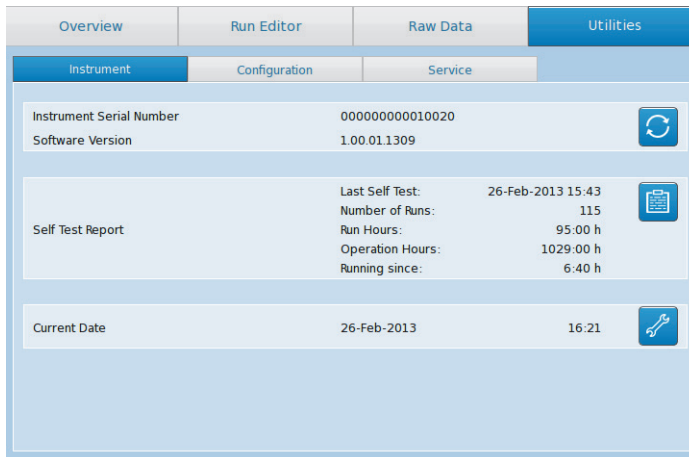 Overview Run Editor Raw Data Utilities
Instrument Configuration Service
Instrument Serial Number 000000000010020
Software Version 1.00.01.1309
Last Self Test: 26-Feb-2013 15:43
Number of Runs: 115
Self Test Report Run Hours: 95:00 h
Operation Hours: 1029:00 h
Running since: 6:40 h
Current Date 26-Feb-2013 16:21